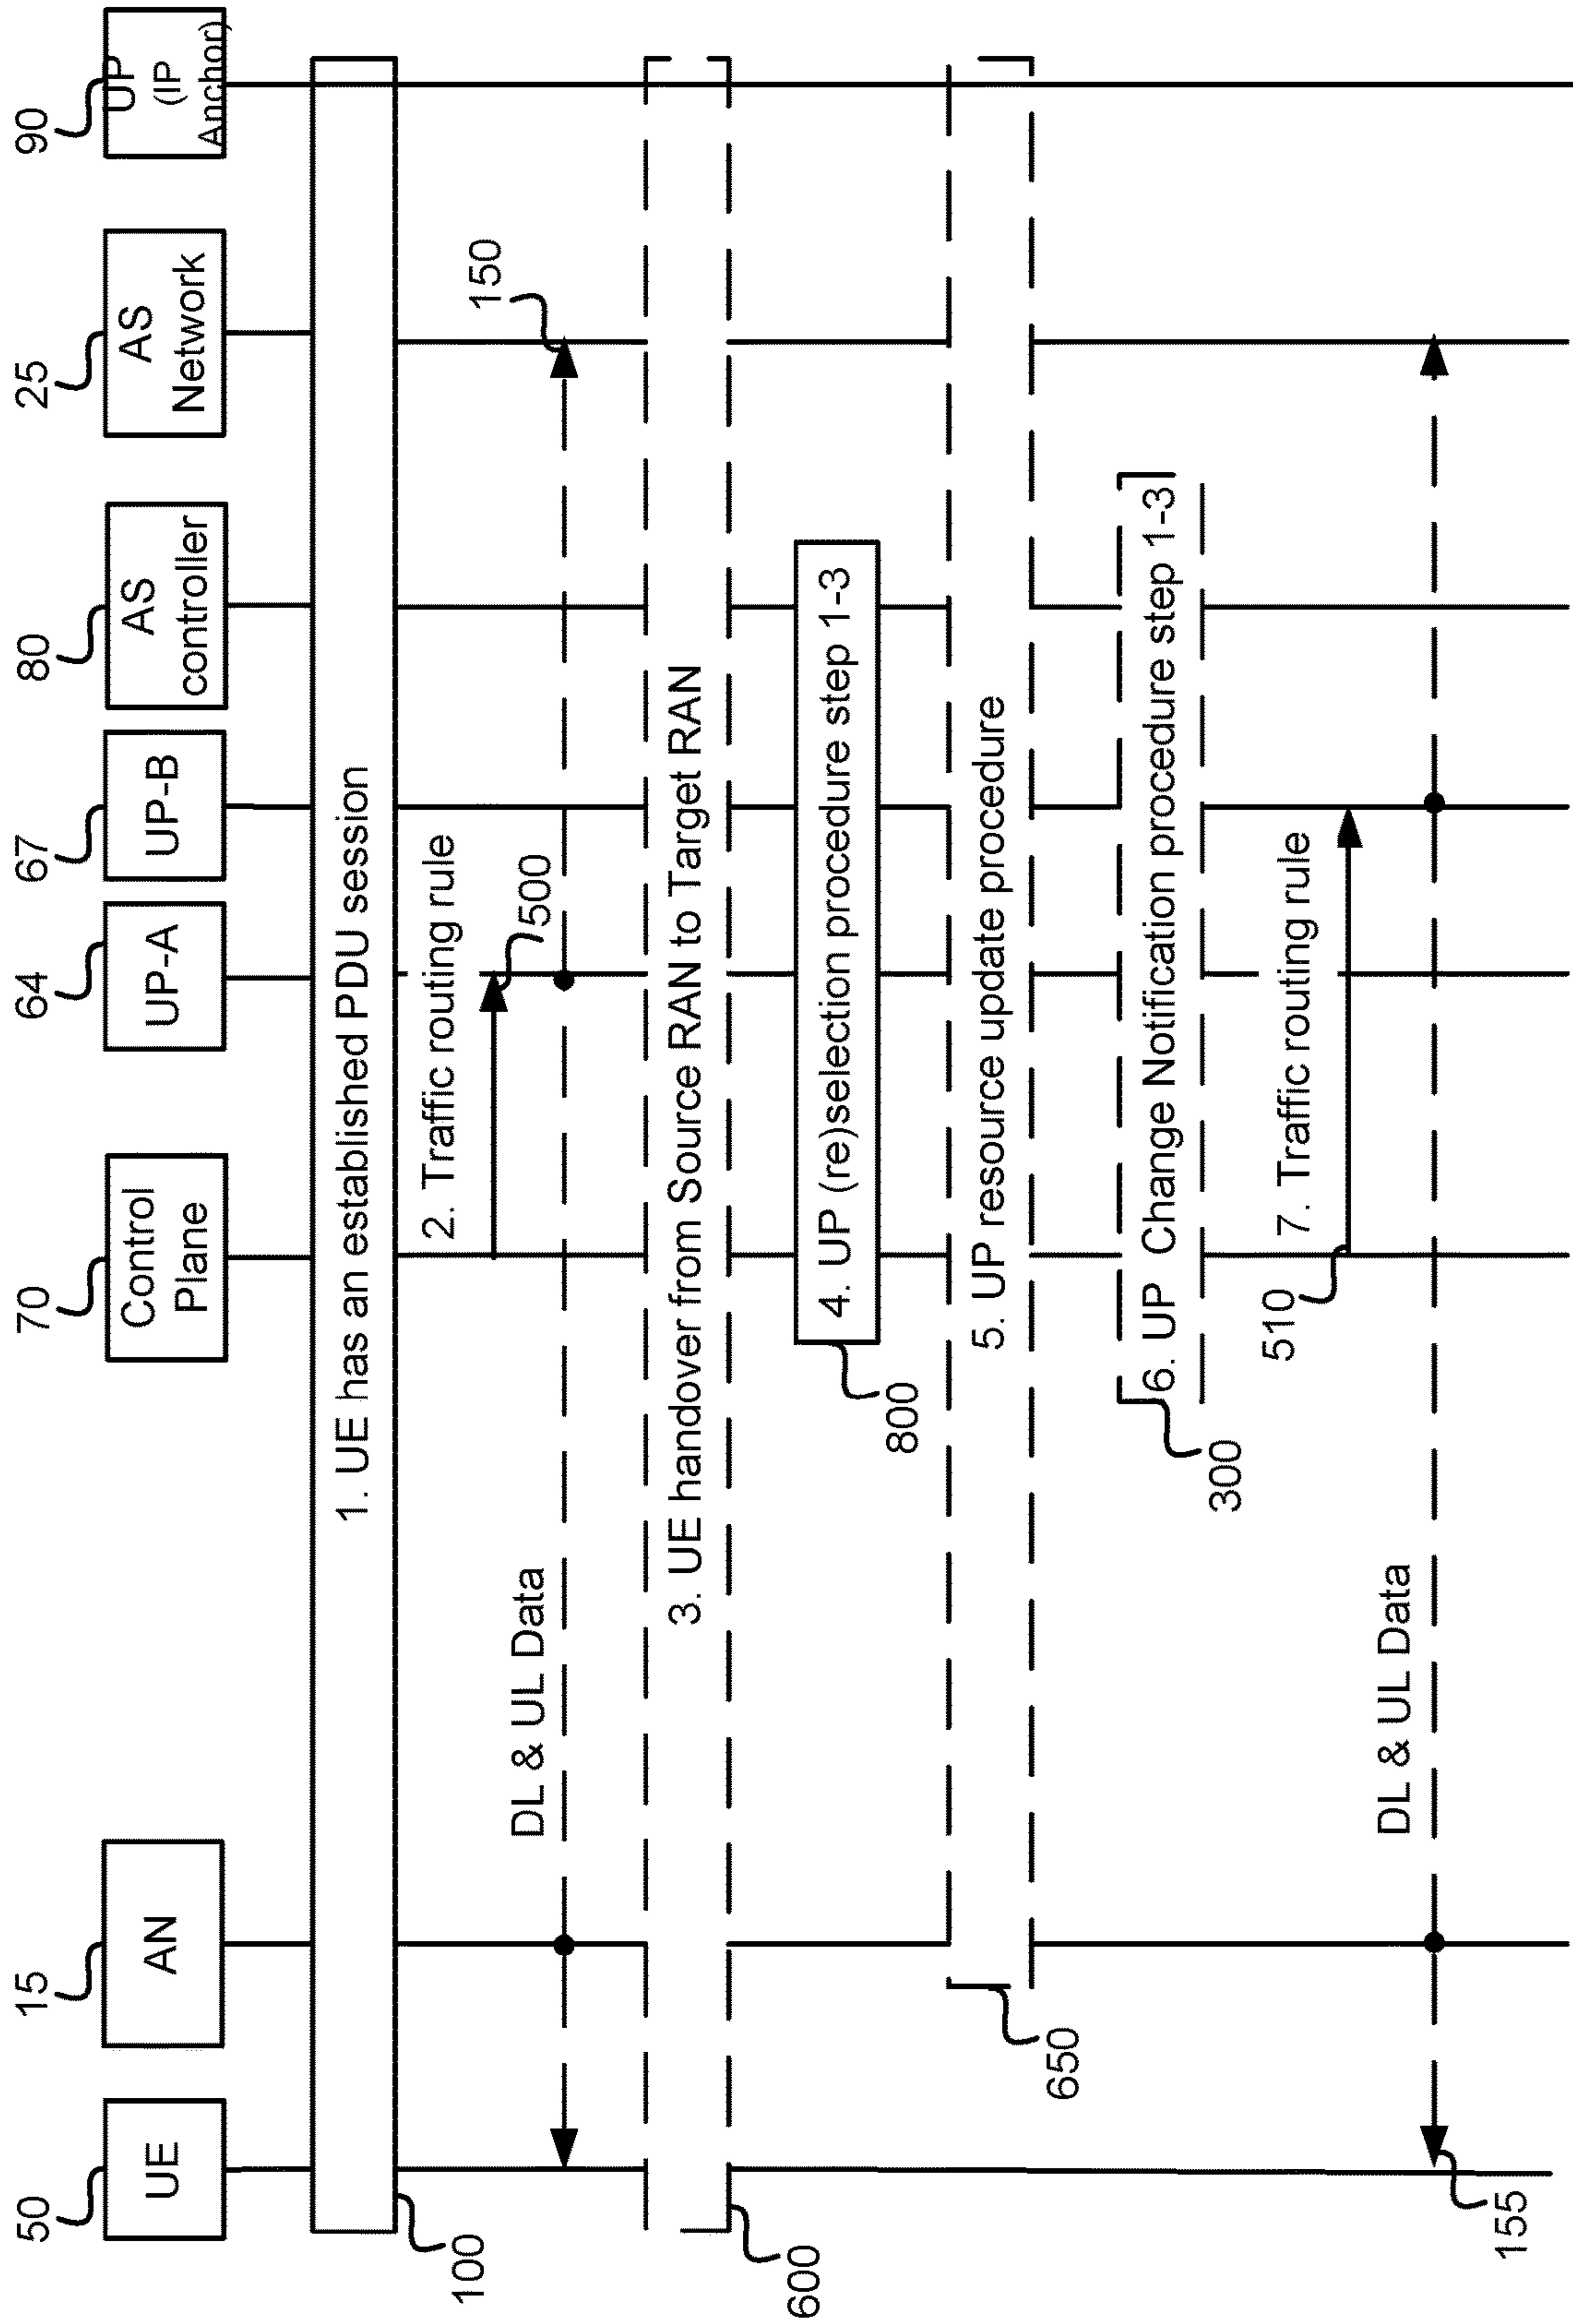 50
15
70
64
67
80
25
90
UE
AN
Control
Plane
UP-A
UP-B
AS
controller
AS
Network
UP
(IP
Anchor)
1. UE has an established PDU session
100
2. Traffic routing rule
500
150
DL & UL Data
3. UE handover from Source RAN to Target RAN
600
4. UP (re)selection procedure step 1-3
800
5. UP resource update procedure
650
6. UP Change Notification procedure step 1-3
300
7. Traffic routing rule
510
DL & UL Data
155